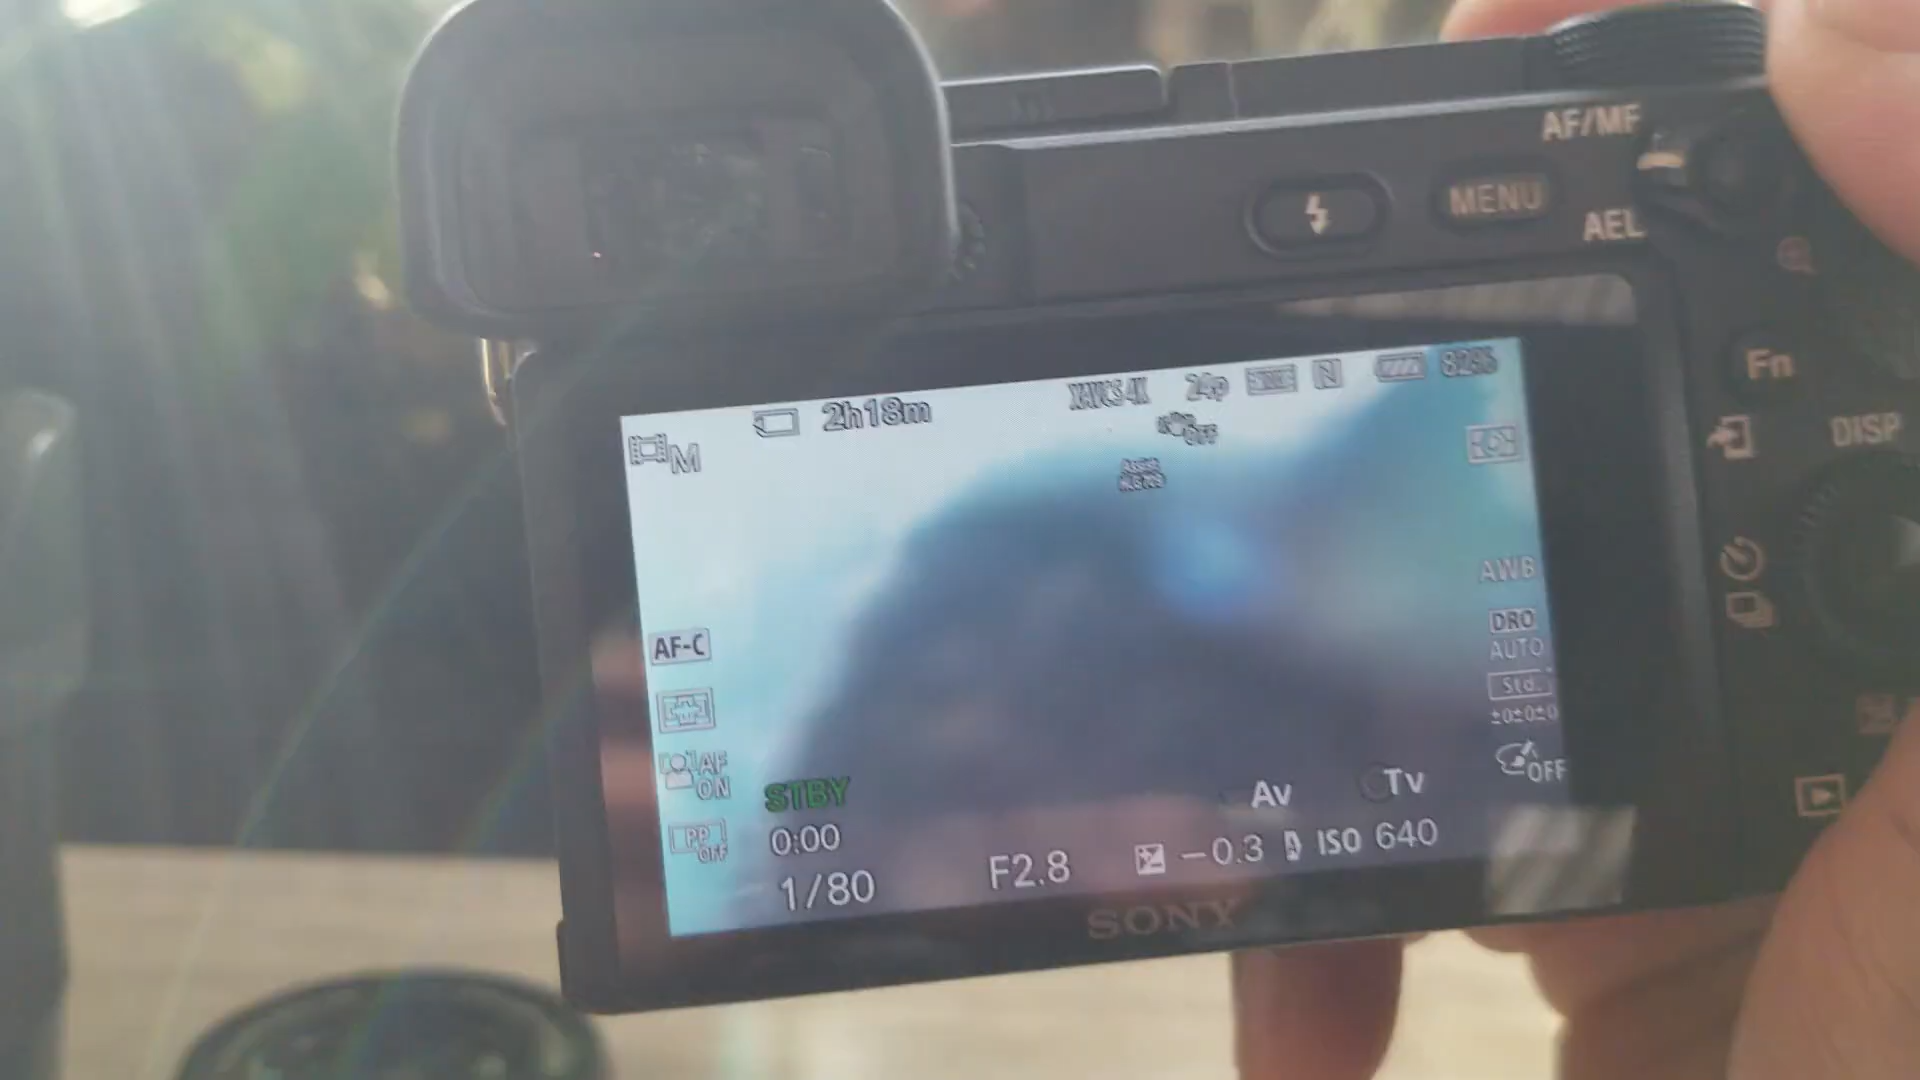 AF/MF
MENU
AEL
Fn
DISP
2h18m
XAVC S 4K
24p
82%
M
OFF
Assist
AWB
DRO
AUTO
Std.
±0±0±0
OFF
AF-C
AF
ON
PP
OFF
STBY
0:00
Av
Tv
1/80
F2.8
−0.3
ISO 640
SONY